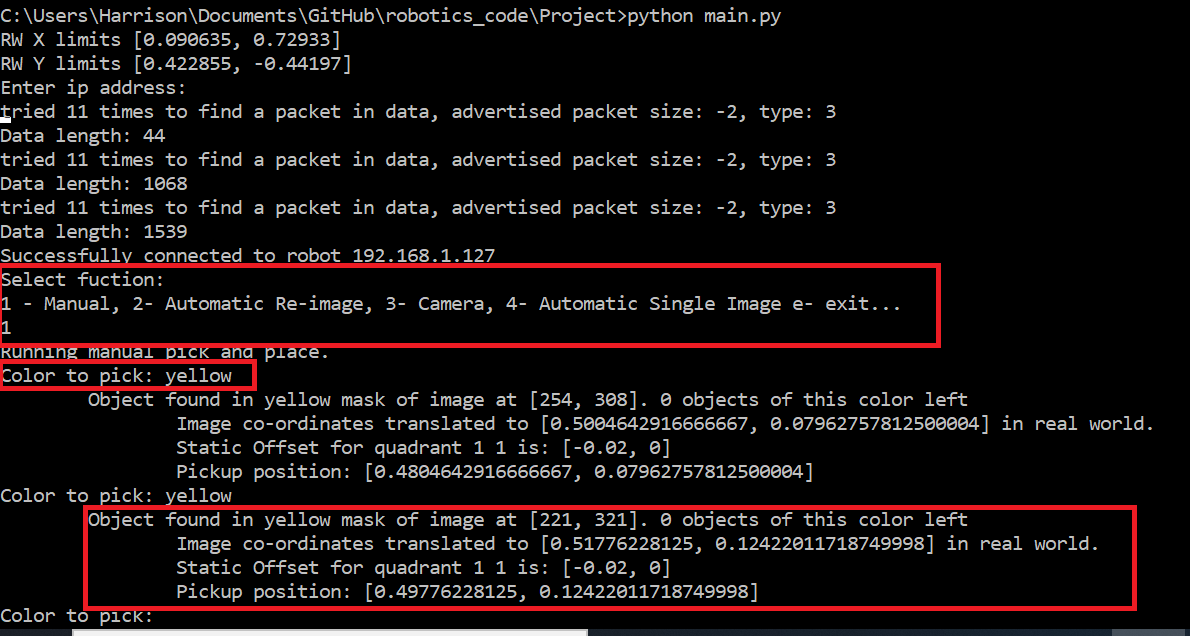 C:\Users\Harrison\Documents\GitHub\robotics_code\Project>python main.py
RW X limits [0.090635, 0.72933]
RW Y limits [0.422855, -0.44197]
Enter ip address:
tried 11 times to find a packet in data, advertised packet size: -2, type: 3
Data length: 44
tried 11 times to find a packet in data, advertised packet size: -2, type: 3
Data length: 1068
tried 11 times to find a packet in data, advertised packet size: -2, type: 3
Data length: 1539
Successfully connected to robot 192.168.1.127
Select fuction:
1 - Manual, 2- Automatic Re-image, 3- Camera, 4- Automatic Single Image e- exit...
1
Running manual pick and place.
Color to pick: yellow
Object found in yellow mask of image at [254, 308]. 0 objects of this color left
Image co-ordinates translated to [0.5004642916666667, 0.07962757812500004] in real world.
Static Offset for quadrant 1 1 is: [-0.02, 0]
Pickup position: [0.4804642916666667, 0.07962757812500004]
Color to pick: yellow
Object found in yellow mask of image at [221, 321]. 0 objects of this color left
Image co-ordinates translated to [0.51776228125, 0.12422011718749998] in real world.
Static Offset for quadrant 1 1 is: [-0.02, 0]
Pickup position: [0.49776228125, 0.12422011718749998]
Color to pick: